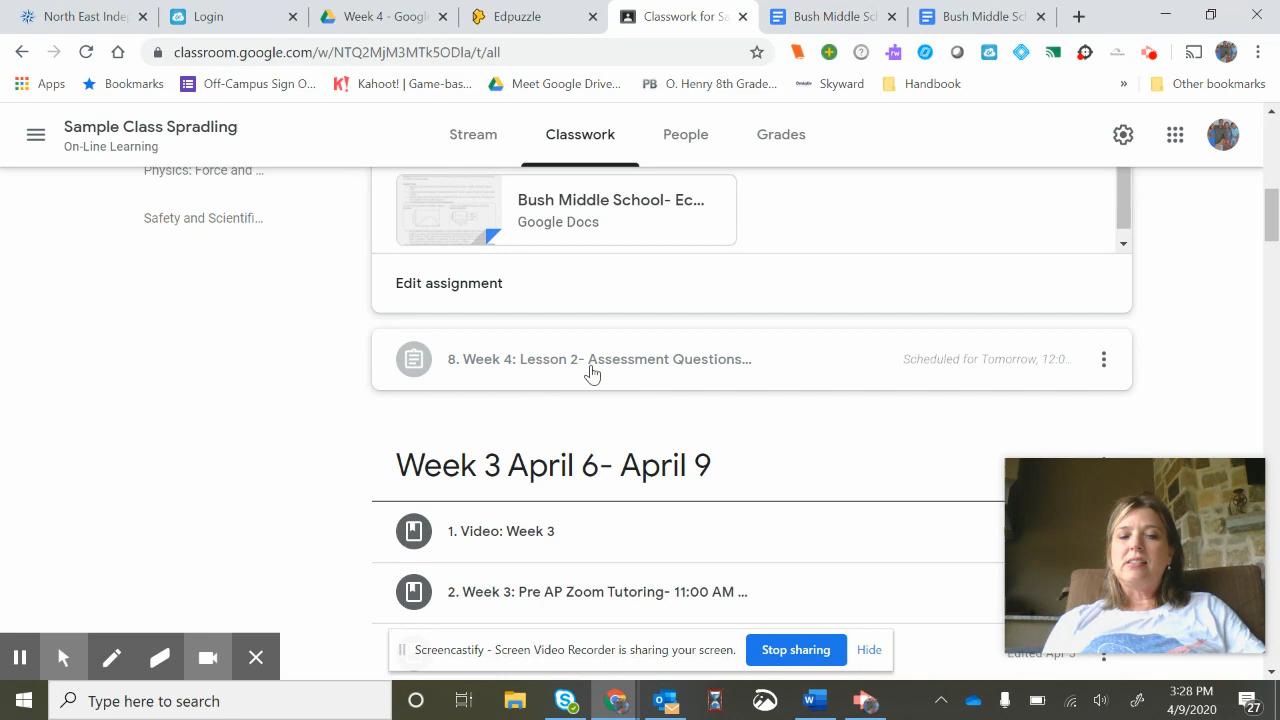 Northeast Indep
Login
Week 4 - Google
Edpuzzle
Classwork for Sa
Bush Middle Sc
Bush Middle Sc
classroom.google.com/w/NTQ2MjM3MTk5ODIa/t/all
Apps
Bookmarks
Off-Campus Sign O...
Kahoot! | Game-bas...
Meet Google Drive...
PB
O. Henry 8th Grade...
Skyward
Handbook
»
Other bookmarks
Sample Class Spradling
On-Line Learning
Stream
Classwork
People
Grades
Physics: Force and ...
Safety and Scientifi...
Bush Middle School- Ec...
Google Docs
Edit assignment
8. Week 4: Lesson 2- Assessment Questions...
Scheduled for Tomorrow, 12:0...
Week 3 April 6- April 9
1. Video: Week 3
2. Week 3: Pre AP Zoom Tutoring- 11:00 AM ...
Screencastify - Screen Video Recorder is sharing your screen.
Stop sharing
Hide
Type here to search
3:28 PM
4/9/2020
27